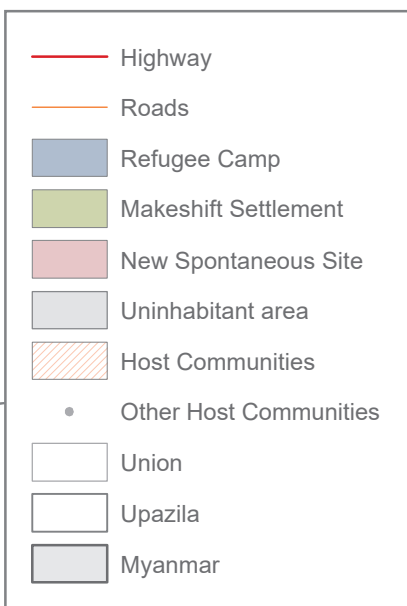 Highway
Roads
Refugee Camp
Makeshift Settlement
New Spontaneous Site
Uninhabitant area
Host Communities
Other Host Communities
Union
Upazila
Myanmar